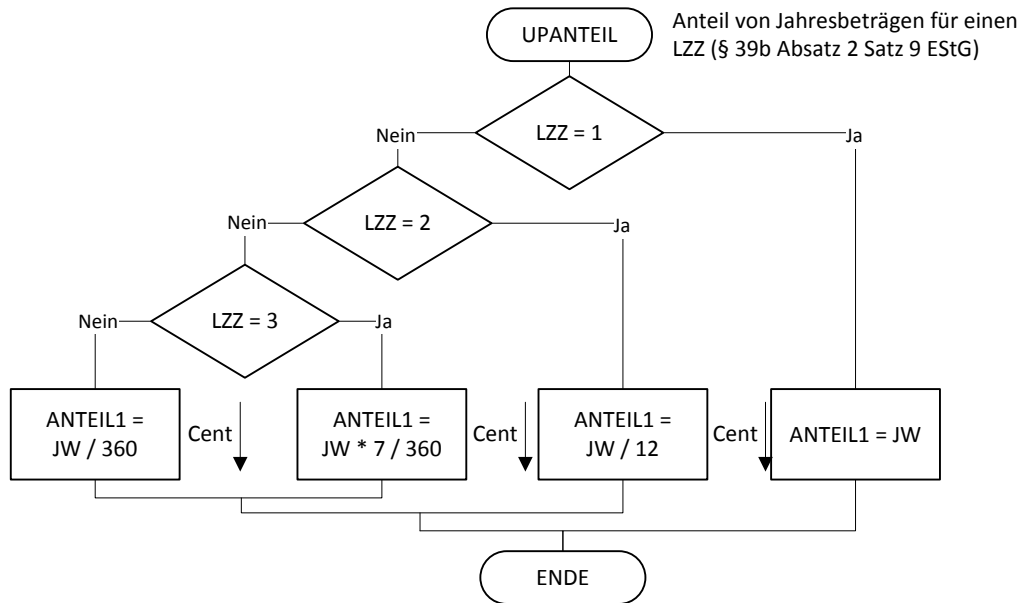 UPANTEIL
Anteil von Jahresbeträgen für einen
LZZ (§ 39b Absatz 2 Satz 9 EStG)
LZZ = 1
Nein
Ja
LZZ = 2
Nein
Ja
LZZ = 3
Nein
Ja
ANTEIL1 =
JW / 360
Cent
ANTEIL1 =
JW * 7 / 360
Cent
ANTEIL1 =
JW / 12
Cent
ANTEIL1 = JW
ENDE